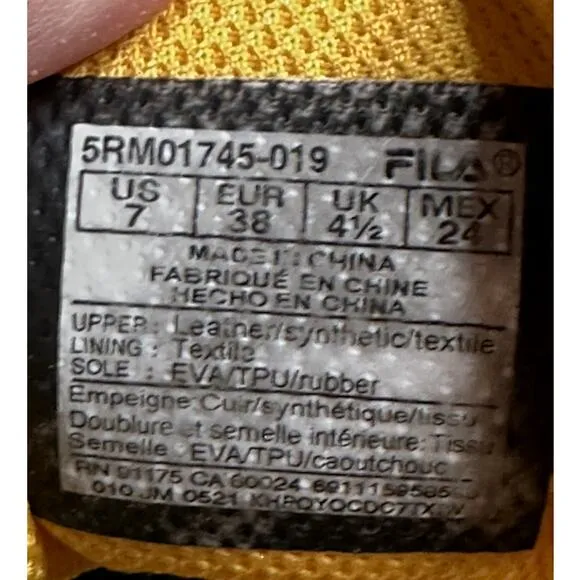 5RM01745-019 FILA®
US EUR UK MEX
7 38 4½ 24
MADE IN CHINA
FABRIQUÉ EN CHINE
HECHO EN CHINA
UPPER: Leather/synthetic/textile
LINING : Textile
SOLE : EVA/TPU/rubber
Empeigne Cuir/synthétique/tissu
Doublure et semelle intérieure: Tissu
Semelle EVA/TPU/caoutchouc
RN 91175 CA 60024
010 JM 0521